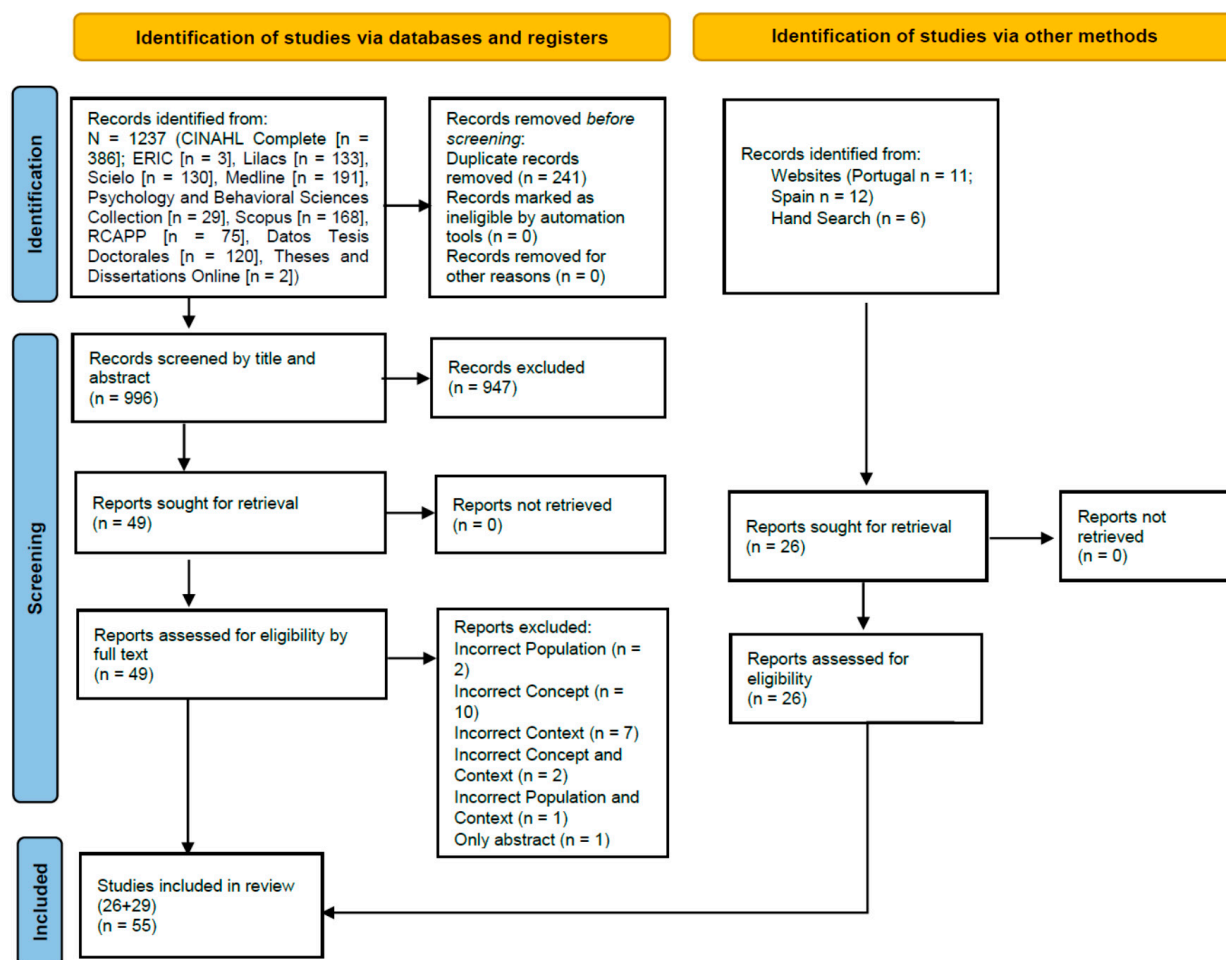 Identification of studies via databases and registers
Identification of studies via other methods
Identification
Records identified from:
N = 1237 (CINAHL Complete [n =
386]; ERIC [n = 3], Lilacs [n = 133],
Scielo [n = 130], Medline [n = 191],
Psychology and Behavioral Sciences
Collection [n = 29], Scopus [n = 168],
RCAPP [n = 75], Datos Tesis
Doctorales [n = 120], Theses and
Dissertations Online [n = 2])
Records removed before
screening:
Duplicate records
removed (n = 241)
Records marked as
ineligible by automation
tools (n = 0)
Records removed for
other reasons (n = 0)
Records identified from:
Websites (Portugal n = 11;
Spain n = 12)
Hand Search (n = 6)
Screening
Records screened by title and
abstract
(n = 996)
Records excluded
(n = 947)
Reports sought for retrieval
(n = 49)
Reports not retrieved
(n = 0)
Reports sought for retrieval
(n = 26)
Reports not
retrieved
(n = 0)
Reports assessed for eligibility by
full text
(n = 49)
Reports excluded:
Incorrect Population (n =
2)
Incorrect Concept (n =
10)
Incorrect Context (n = 7)
Incorrect Concept and
Context (n = 2)
Incorrect Population and
Context (n = 1)
Only abstract (n = 1)
Reports assessed for
eligibility
(n = 26)
Included
Studies included in review
(26+29)
(n = 55)